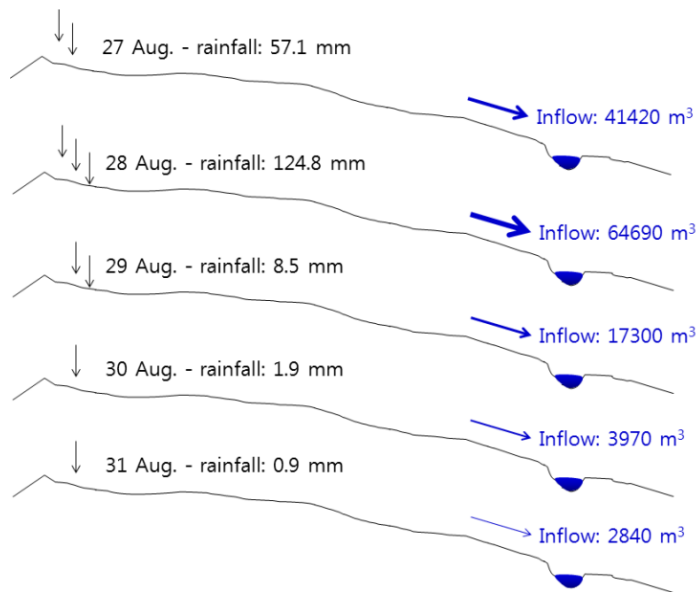 27 Aug. - rainfall: 57.1 mm
Inflow: 41420 m³
28 Aug. - rainfall: 124.8 mm
Inflow: 64690 m³
29 Aug. - rainfall: 8.5 mm
Inflow: 17300 m³
30 Aug. - rainfall: 1.9 mm
Inflow: 3970 m³
31 Aug. - rainfall: 0.9 mm
Inflow: 2840 m³